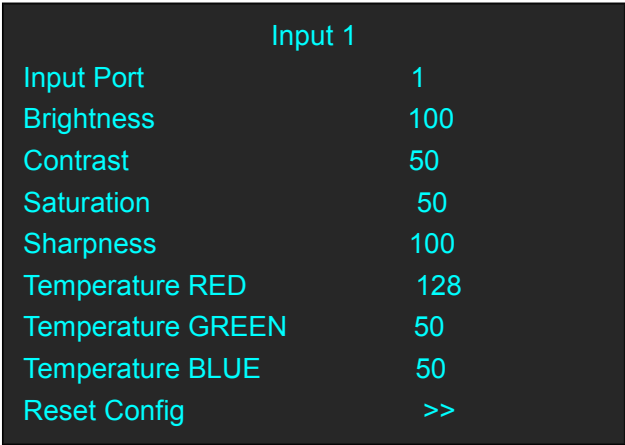 Input 1
Input Port 1
Brightness 100
Contrast 50
Saturation 50
Sharpness 100
Temperature RED 128
Temperature GREEN 50
Temperature BLUE 50
Reset Config >>